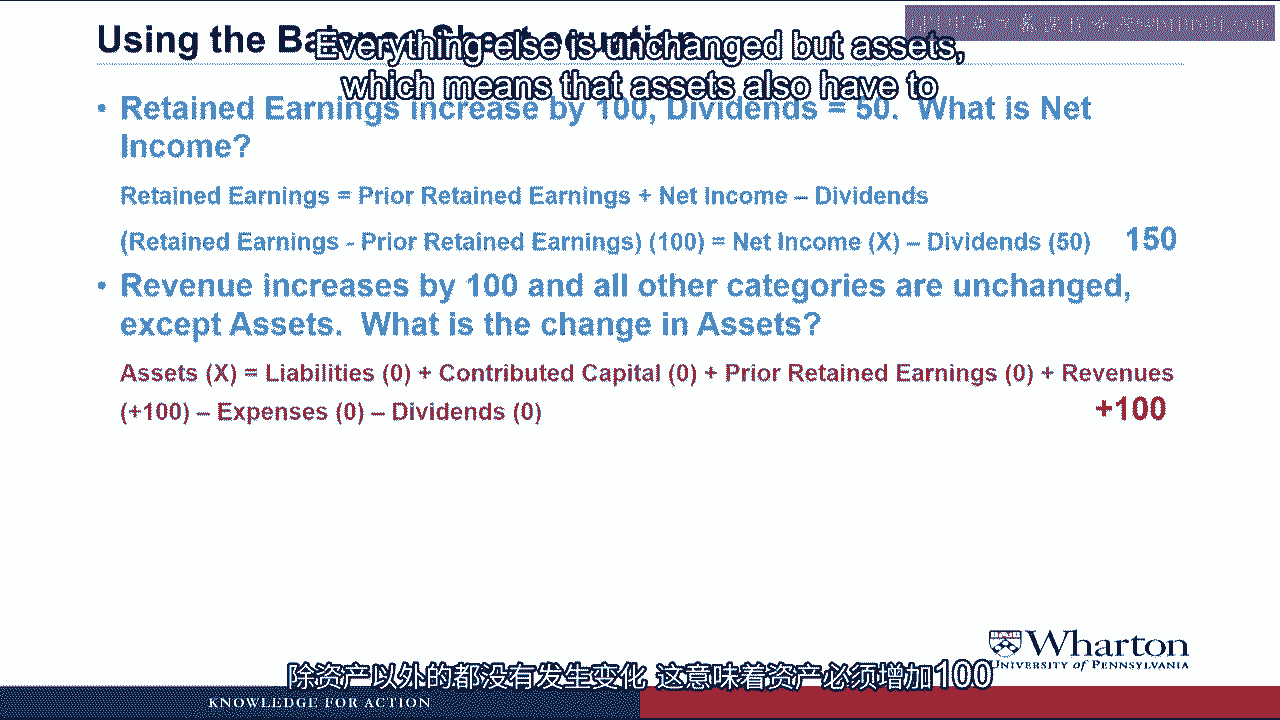 Using the Balance Sheet equation
Everything else is unchanged but assets,
which means that assets also have to
• Retained Earnings increase by 100, Dividends = 50. What is Net
Income?
Retained Earnings = Prior Retained Earnings + Net Income – Dividends
(Retained Earnings - Prior Retained Earnings) (100) = Net Income (X) – Dividends (50) 150
• Revenue increases by 100 and all other categories are unchanged,
except Assets. What is the change in Assets?
Assets (X) = Liabilities (0) + Contributed Capital (0) + Prior Retained Earnings (0) + Revenues
(+100) – Expenses (0) – Dividends (0) +100
Wharton
UNIVERSITY of PENNSYLVANIA
除资产以外的都没有发生变化 这意味着资产必须增加100
KNOWLEDGE FOR ACTION